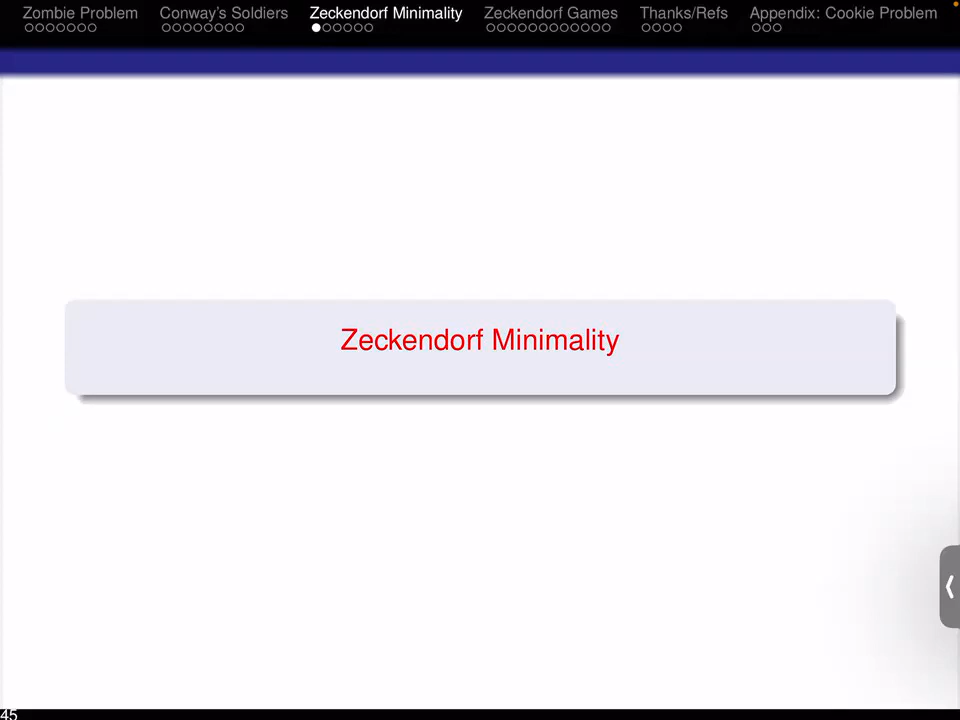 Zombie Problem Conway's Soldiers Zeckendorf Minimality Zeckendorf Games Thanks/Refs Appendix: Cookie Problem
Zeckendorf Minimality
45